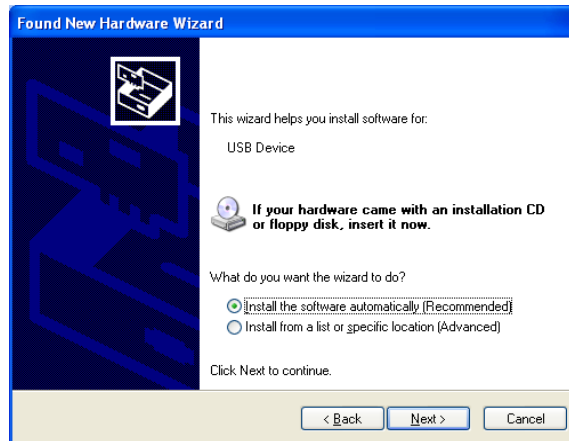 Found New Hardware Wizard
This wizard helps you install software for:
USB Device
If your hardware came with an installation CD
or floppy disk, insert it now.
What do you want the wizard to do?
Install the software automatically (Recommended)
Install from a list or specific location (Advanced)
Click Next to continue.
< Back Next > Cancel